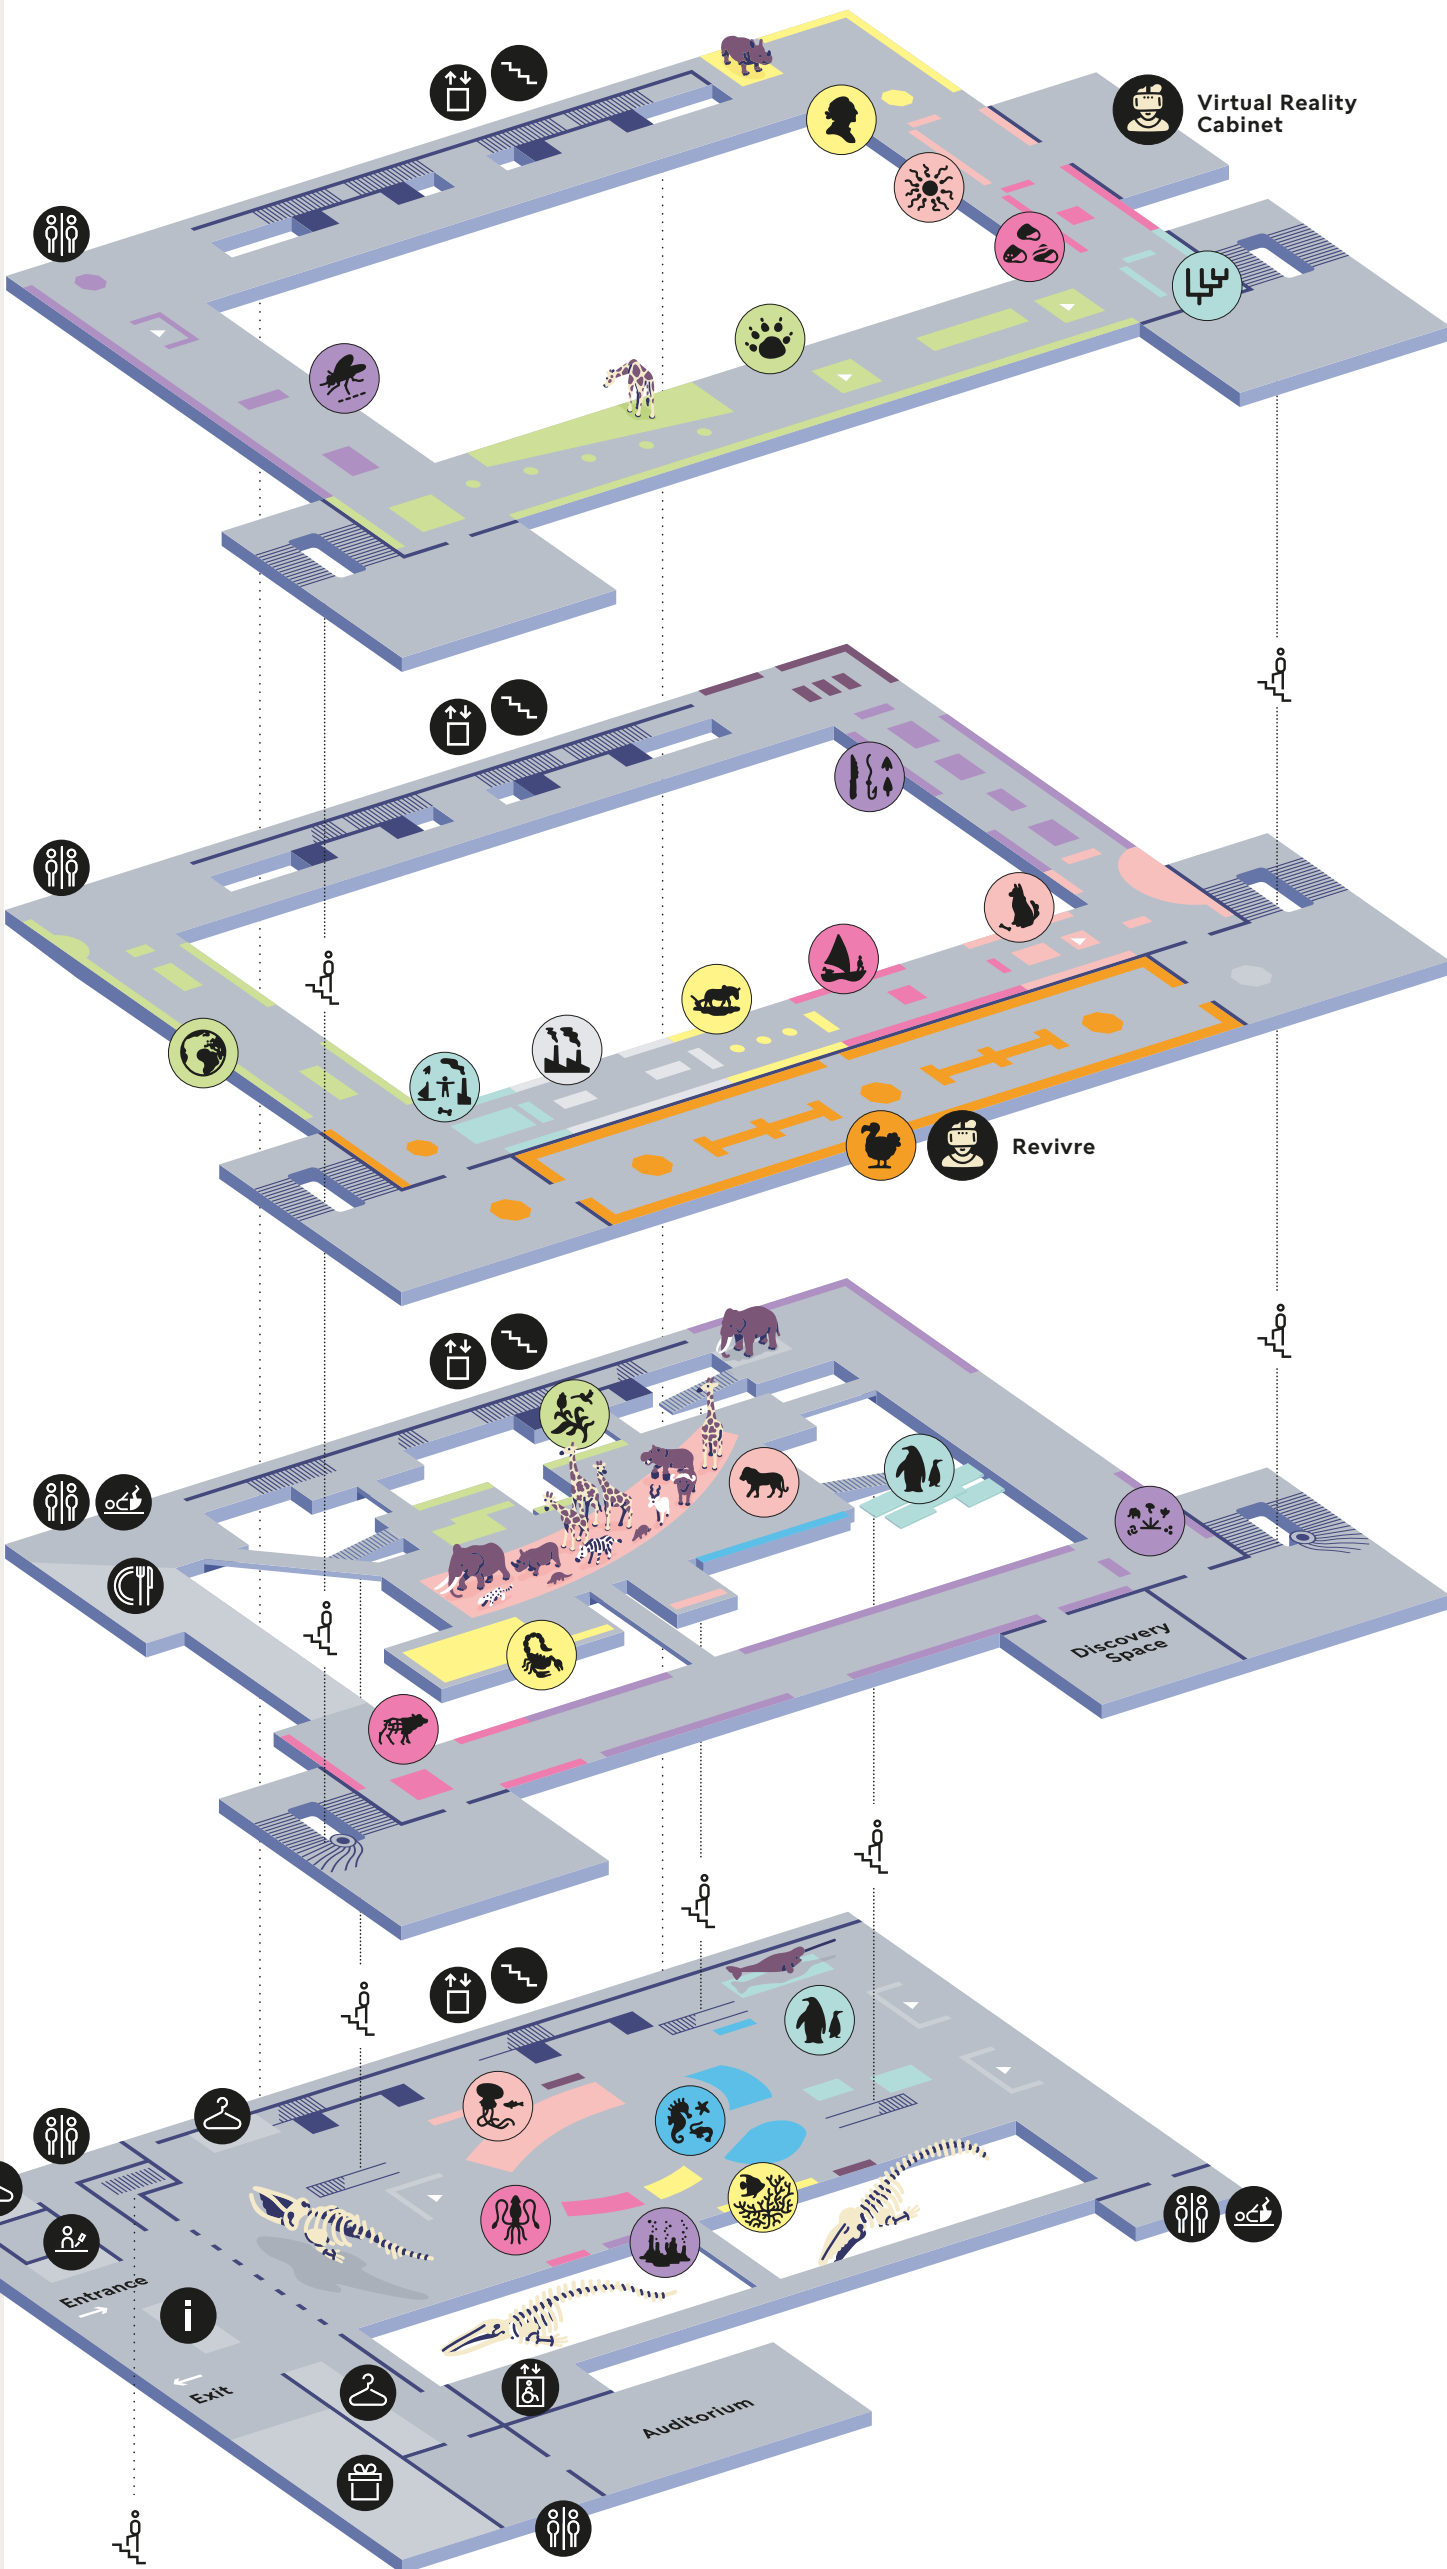 Virtual Reality
Cabinet
Revivre
Discovery
Space
Entrance
i
Exit
Auditorium